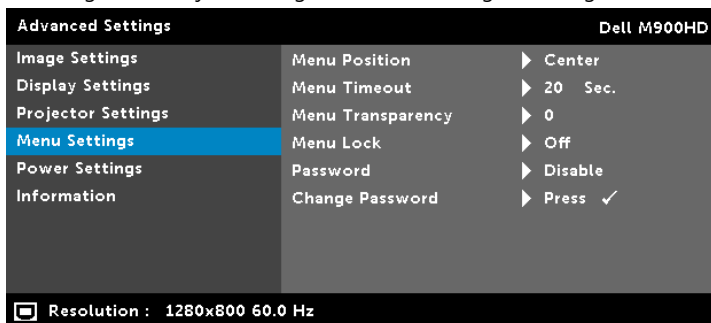 Advanced Settings Dell M900HD
Image Settings
Display Settings
Projector Settings
Menu Settings
Power Settings
Information
Menu Position Center
Menu Timeout 20 Sec.
Menu Transparency 0
Menu Lock Off
Password Disable
Change Password Press ✓
Resolution : 1280x800 60.0 Hz